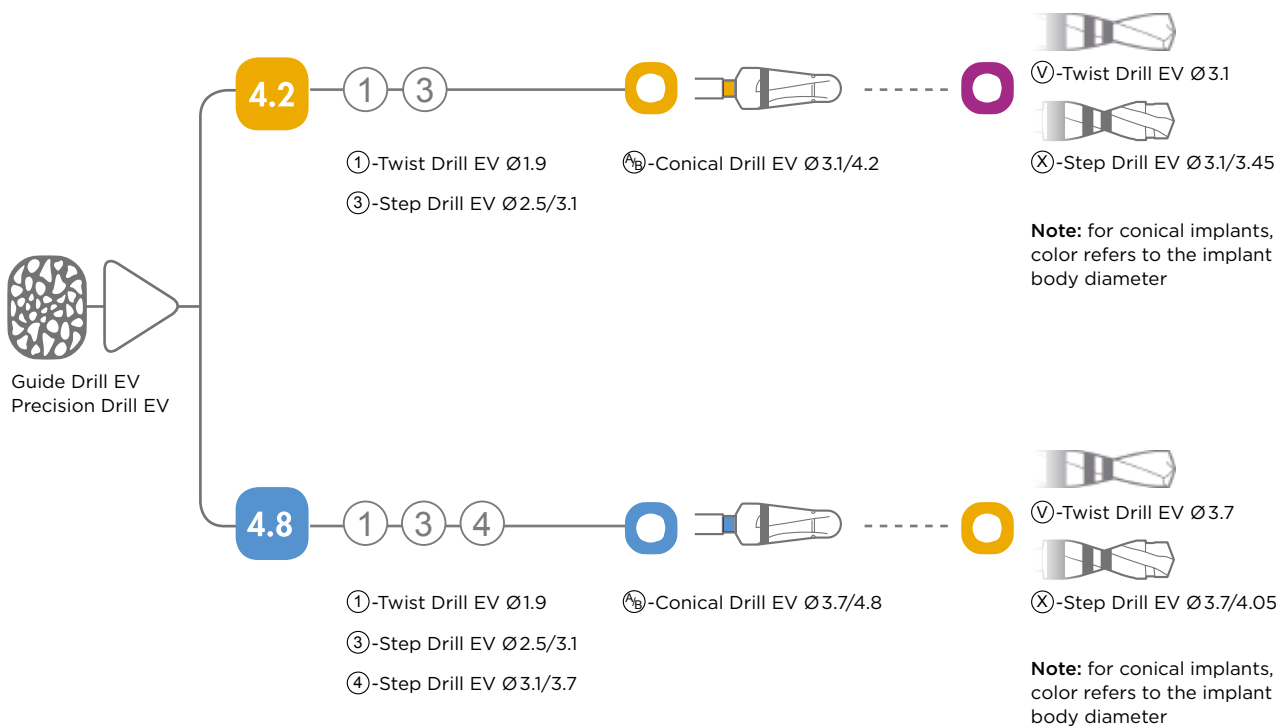 4.2
1
3
①-Twist Drill EV Ø1.9
③-Step Drill EV Ø2.5/3.1
A/B-Conical Drill EV Ø3.1/4.2
Ⓥ-Twist Drill EV Ø3.1
Ⓧ-Step Drill EV Ø3.1/3.45
Note: for conical implants,
color refers to the implant
body diameter
Guide Drill EV
Precision Drill EV
4.8
1
3
4
①-Twist Drill EV Ø1.9
③-Step Drill EV Ø2.5/3.1
④-Step Drill EV Ø3.1/3.7
A/B-Conical Drill EV Ø3.7/4.8
Ⓥ-Twist Drill EV Ø3.7
Ⓧ-Step Drill EV Ø3.7/4.05
Note: for conical implants,
color refers to the implant
body diameter